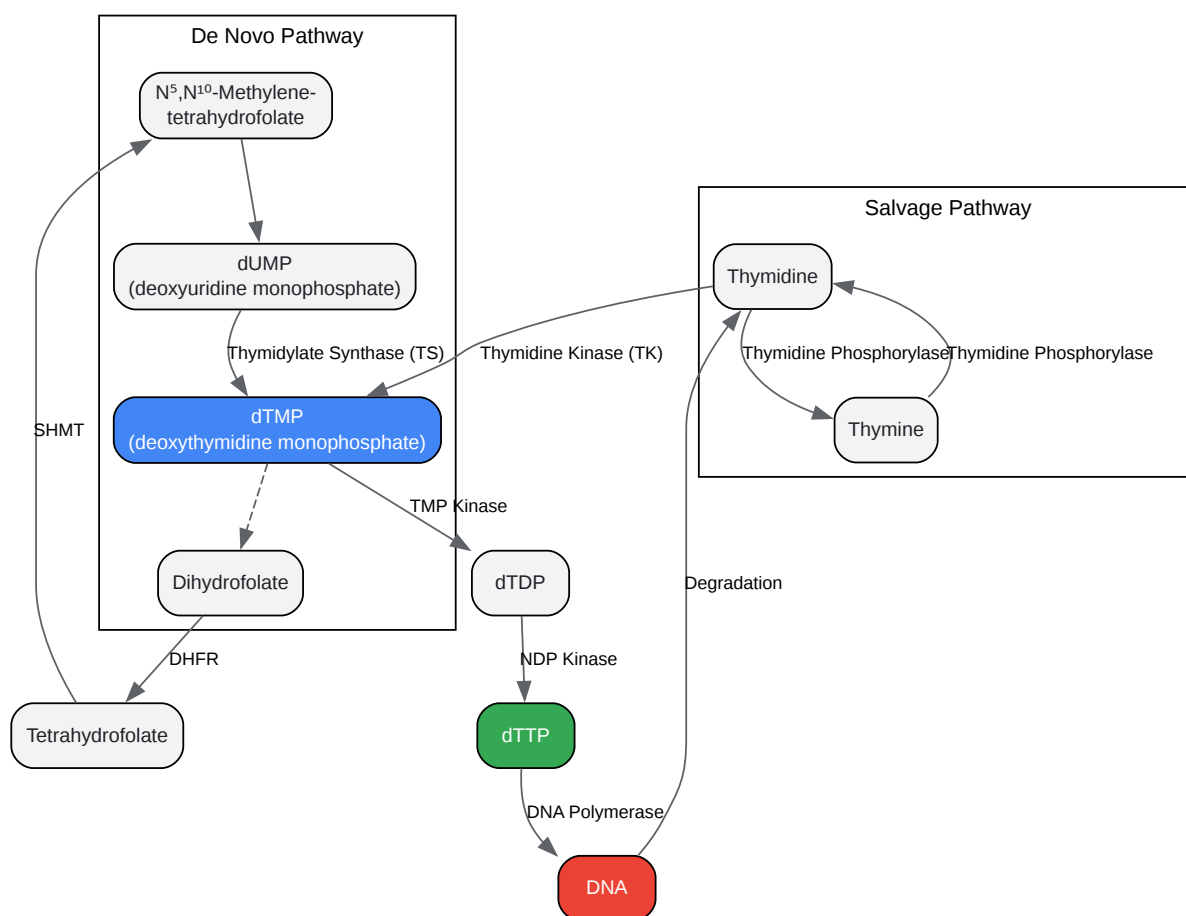 De Novo Pathway
N⁵,N¹⁰-Methylene-
tetrahydrofolate
Salvage Pathway
dUMP
(deoxyuridine monophosphate)
Thymidine
Thymidylate Synthase (TS)
Thymidine Kinase (TK)
Thymidine Phosphorylase
Thymidine Phosphorylase
dTMP
(deoxythymidine monophosphate)
Thymine
SHMT
TMP Kinase
Dihydrofolate
dTDP
Degradation
DHFR
NDP Kinase
Tetrahydrofolate
dTTP
DNA Polymerase
DNA